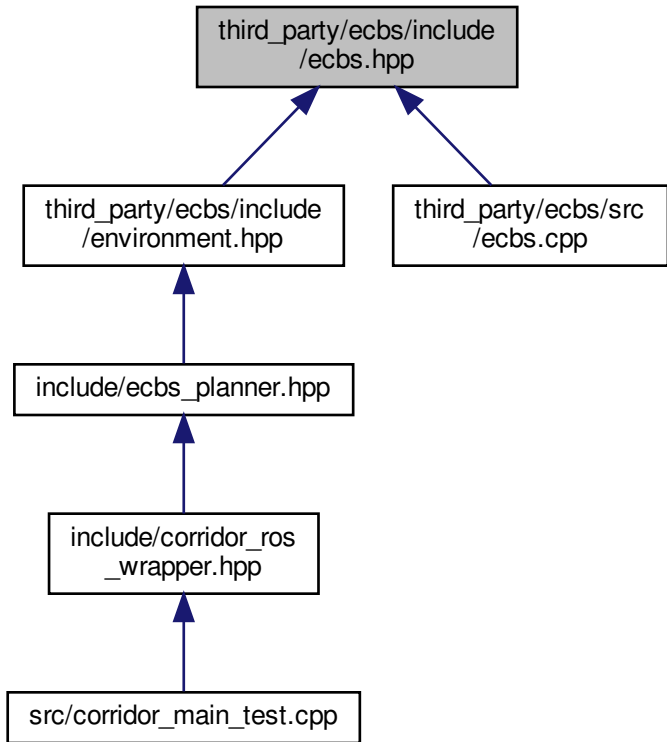 third_party/ecbs/include
/ecbs.hpp
third_party/ecbs/include
/environment.hpp
third_party/ecbs/src
/ecbs.cpp
include/ecbs_planner.hpp
include/corridor_ros
_wrapper.hpp
src/corridor_main_test.cpp